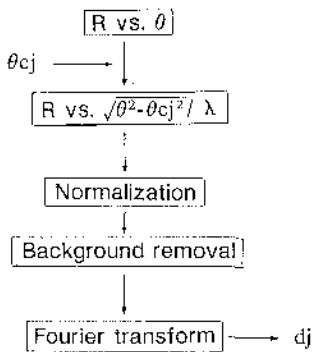 R vs. θ
θcj
R vs. √θ²-θcj²/ λ
Normalization
Background removal
Fourier transform
dj